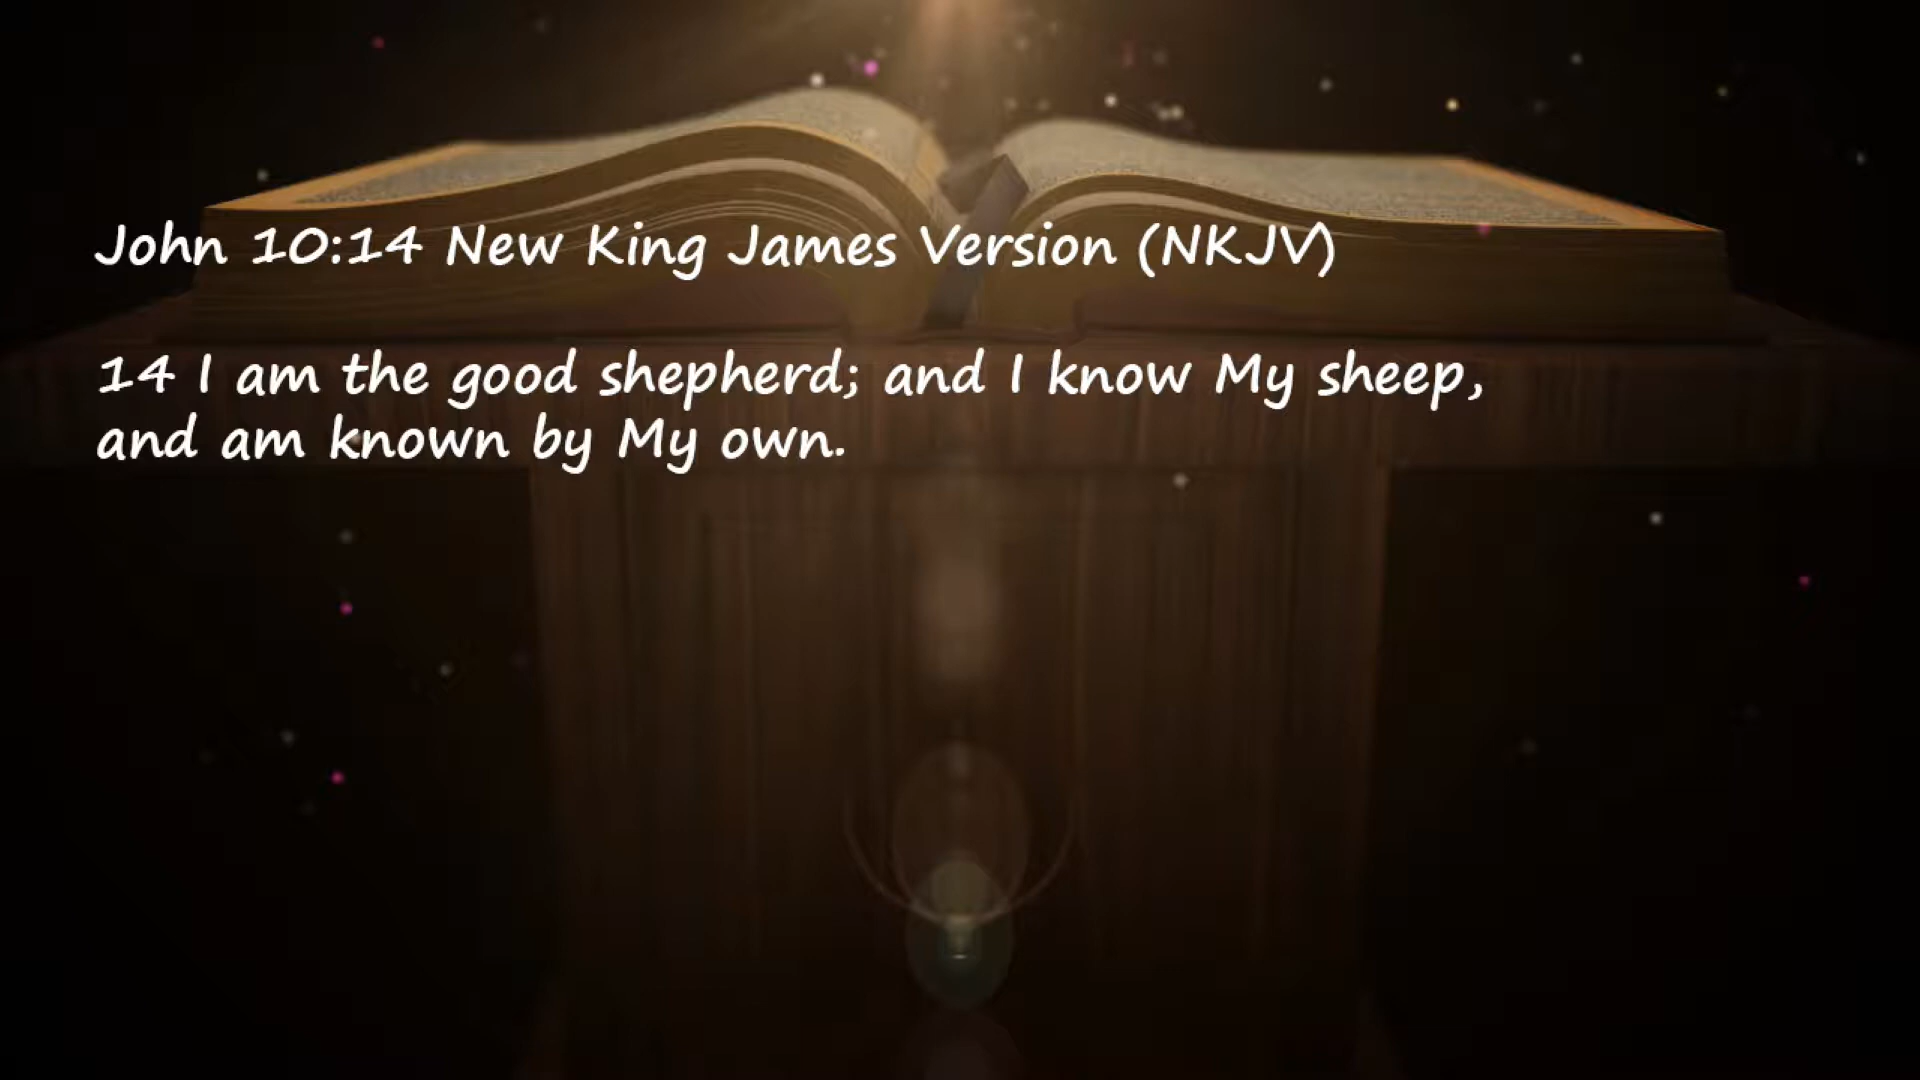 John 10:14 New King James Version (NKJV)
14 I am the good shepherd; and I know My sheep,
and am known by My own.